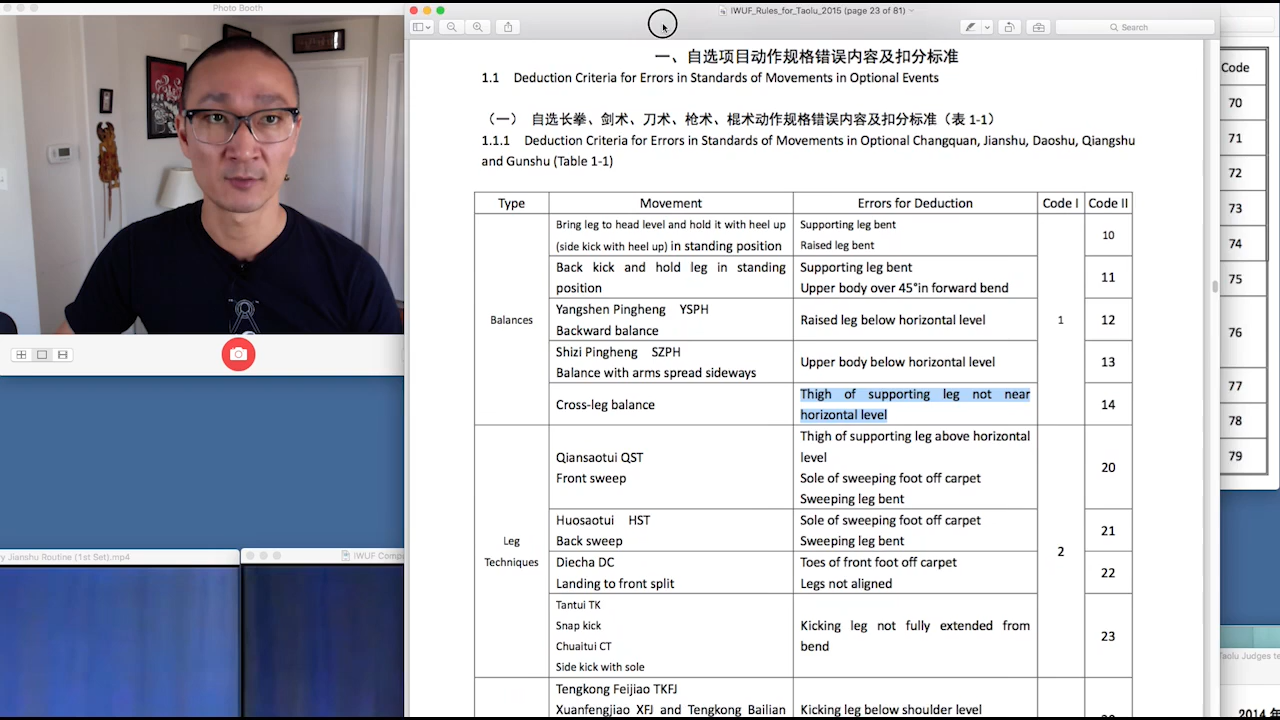 Photo Booth
IWUF_Rules_for_Taolu_2015 (page 23 of 81)
Search
一、自选项目动作规格错误内容及扣分标准
1.1 Deduction Criteria for Errors in Standards of Movements in Optional Events
（一） 自选长拳、剑术、刀术、枪术、棍术动作规格错误内容及扣分标准（表 1-1）
1.1.1 Deduction Criteria for Errors in Standards of Movements in Optional Changquan, Jianshu, Daoshu, Qiangshu
and Gunshu (Table 1-1)
Type Movement Errors for Deduction Code I Code II
Balances
Bring leg to head level and hold it with heel up
(side kick with heel up) in standing position
Supporting leg bent
Raised leg bent
1
10
Back kick and hold leg in standing
position
Supporting leg bent
Upper body over 45°in forward bend
11
Yangshen Pingheng YSPH
Backward balance
Raised leg below horizontal level
12
Shizi Pingheng SZPH
Balance with arms spread sideways
Upper body below horizontal level
13
Cross-leg balance
Thigh of supporting leg not near
horizontal level
14
Leg
Techniques
Qiansaotui QST
Front sweep
Thigh of supporting leg above horizontal
level
Sole of sweeping foot off carpet
Sweeping leg bent
2
20
Huosaotui HST
Back sweep
Sole of sweeping foot off carpet
Sweeping leg bent
21
Diecha DC
Landing to front split
Toes of front foot off carpet
Legs not aligned
22
Tantui TK
Snap kick
Chuaitui CT
Side kick with sole
Kicking leg not fully extended from
bend
23
Tengkong Feijiao TKFJ
Xuanfengjiao XFJ and Tengkong Bailian
Kicking leg below shoulder level
Code
70
71
72
73
74
75
76
77
78
79
y Jianshu Routine (1st Set).mp4
IWUF Comp
aolu Judges te
2014 年